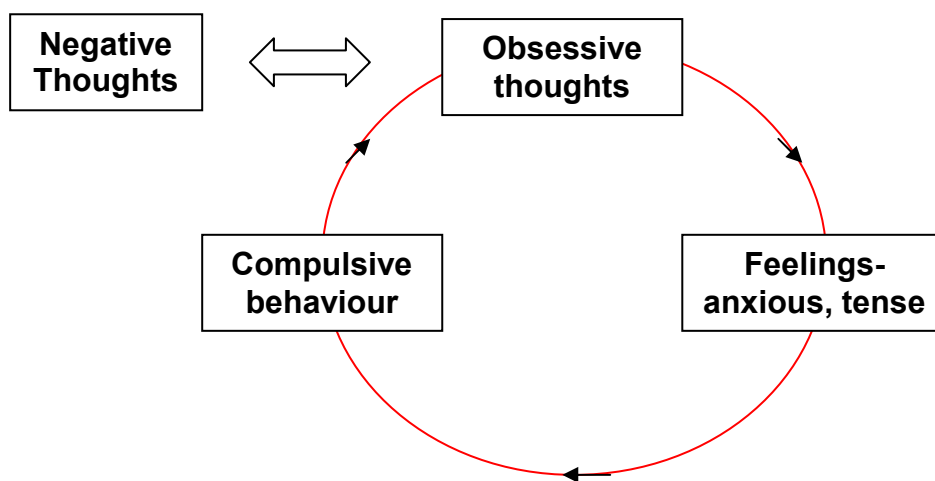 Negative
Thoughts
Obsessive
thoughts
Compulsive
behaviour
Feelings-
anxious, tense